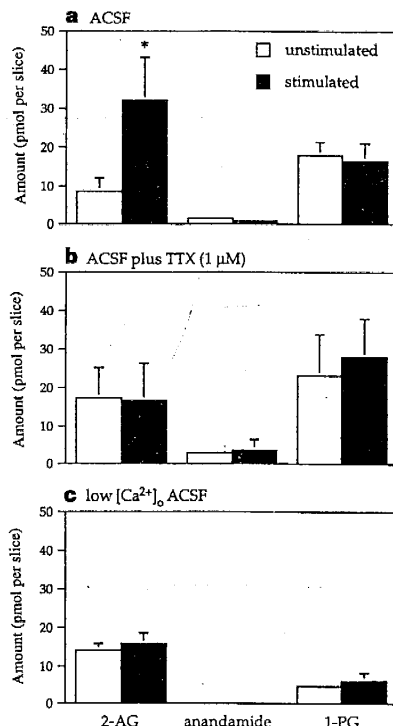 a ACSF
Amount (pmol per slice)
50
40
30
20
10
0
*
unstimulated
stimulated
b ACSF plus TTX (1 μM)
Amount (pmol per slice)
50
40
30
20
10
0
c low [Ca²⁺]ₒ ACSF
Amount (pmol per slice)
50
40
30
20
10
0
2-AG anandamide 1-PG